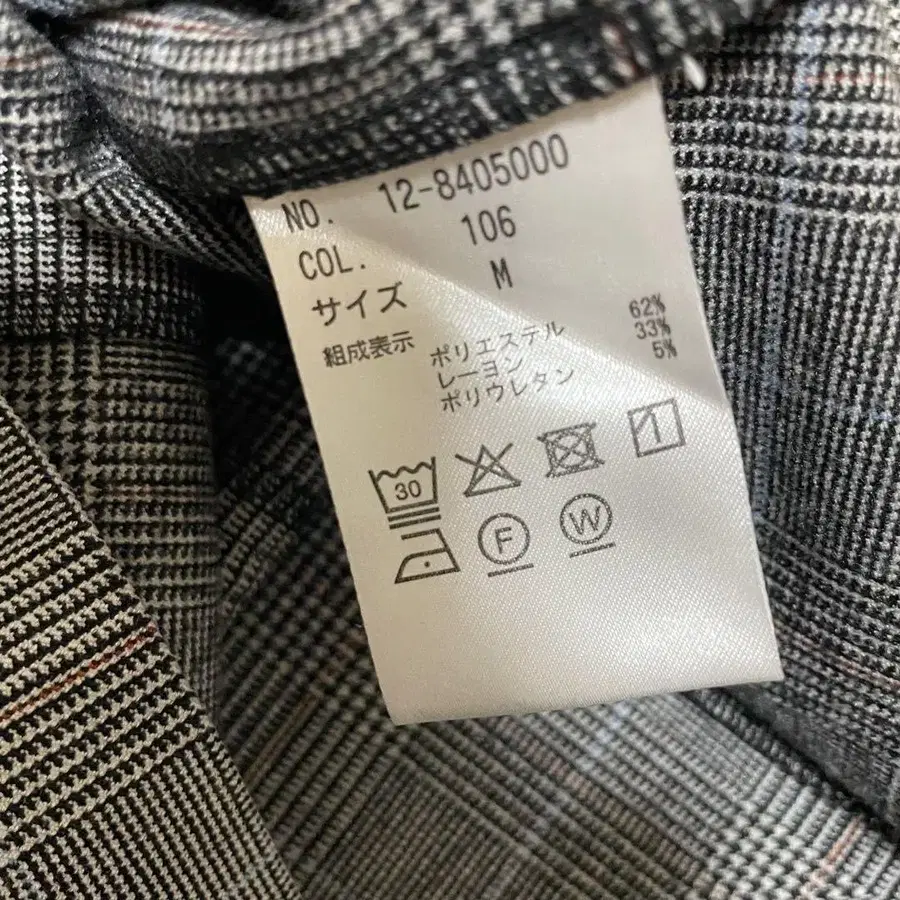 NO. 12-8405000
COL. 106
サイズ M
組成表示 ポリエステル 62%
レーヨン 33%
ポリウレタン 5%
30
F W